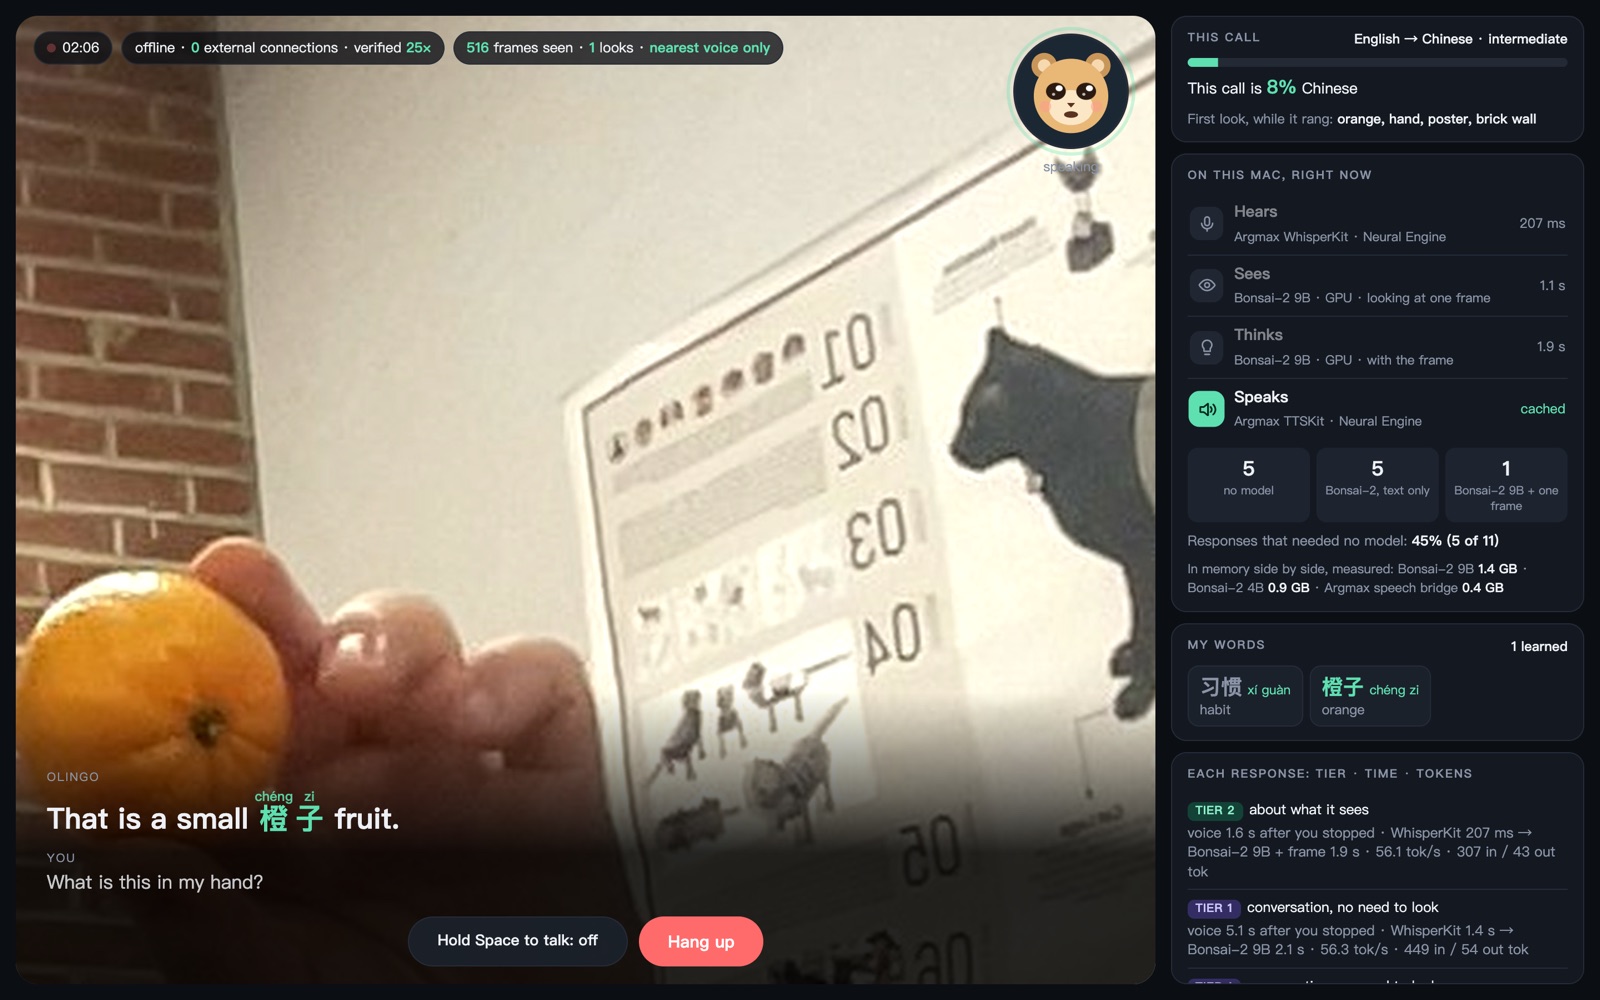 02:06
offline · 0 external connections · verified 25×
516 frames seen · 1 looks · nearest voice only
speaking
01
02
03
04
05
06
OLINGO
chéng zi
That is a small 橙子 fruit.
YOU
What is this in my hand?
Hold Space to talk: off
Hang up
THIS CALL
English → Chinese · intermediate
This call is 8% Chinese
First look, while it rang: orange, hand, poster, brick wall
ON THIS MAC, RIGHT NOW
Hears
Argmax WhisperKit · Neural Engine
207 ms
Sees
Bonsai-2 9B · GPU · looking at one frame
1.1 s
Thinks
Bonsai-2 9B · GPU · with the frame
1.9 s
Speaks
Argmax TTSKit · Neural Engine
cached
5
no model
5
Bonsai-2, text only
1
Bonsai-2 9B + one
frame
Responses that needed no model: 45% (5 of 11)
In memory side by side, measured: Bonsai-2 9B 1.4 GB ·
Bonsai-2 4B 0.9 GB · Argmax speech bridge 0.4 GB
MY WORDS
1 learned
习惯 xí guàn
habit
橙子 chéng zi
orange
EACH RESPONSE: TIER · TIME · TOKENS
TIER 2 about what it sees
voice 1.6 s after you stopped · WhisperKit 207 ms →
Bonsai-2 9B + frame 1.9 s · 56.1 tok/s · 307 in / 43 out
tok
TIER 1 conversation, no need to look
voice 5.1 s after you stopped · WhisperKit 1.4 s →
Bonsai-2 9B 2.1 s · 56.3 tok/s · 449 in / 54 out tok